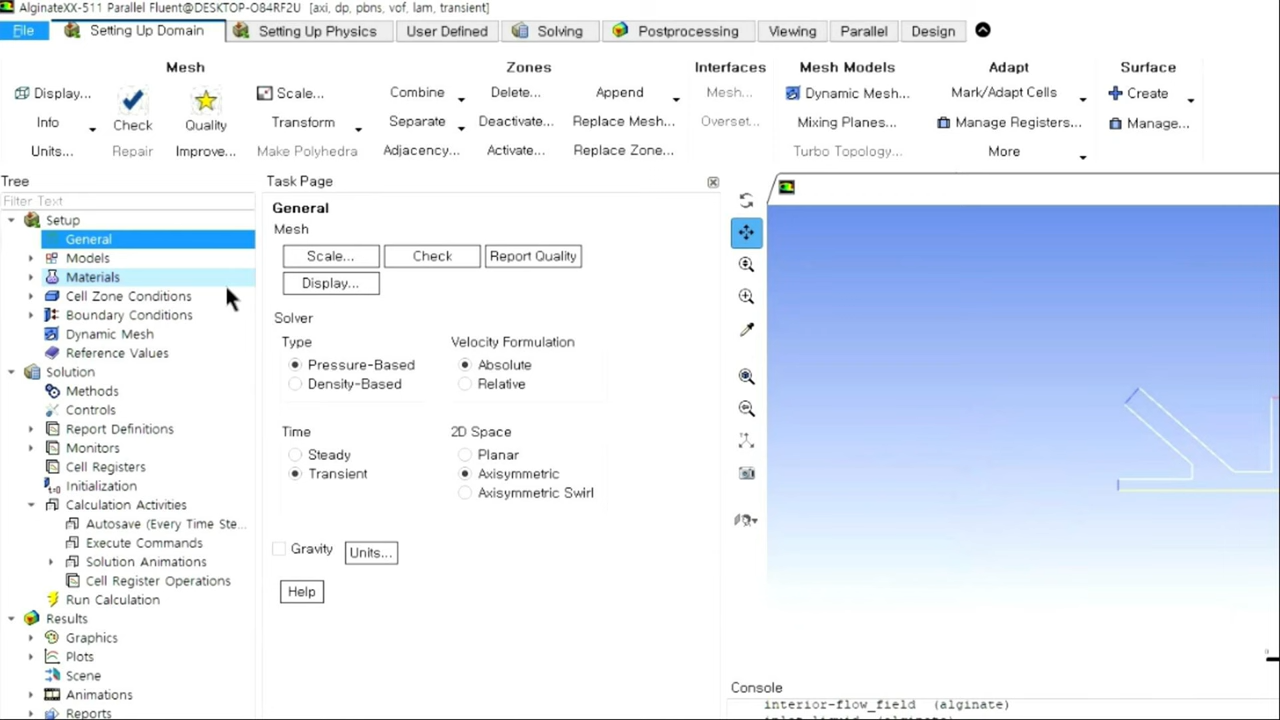 AlginateXX-511 Parallel Fluent@DESKTOP-O84RF2U [axi, dp, pbns, vof, lam, transient]
File Setting Up Domain Setting Up Physics User Defined Solving Postprocessing Viewing Parallel Design
Mesh Zones Interfaces Mesh Models Adapt Surface
Display... Scale... Combine Delete... Append Mesh... Dynamic Mesh... Mark/Adapt Cells Create
Info Check Quality Transform Separate Deactivate... Replace Mesh... Overset... Mixing Planes... Manage Registers... Manage...
Units... Repair Improve... Make Polyhedra Adjacency... Activate... Replace Zone... Turbo Topology... More
Tree
Filter Text
Setup
General
Models
Materials
Cell Zone Conditions
Boundary Conditions
Dynamic Mesh
Reference Values
Solution
Methods
Controls
Report Definitions
Monitors
Cell Registers
Initialization
Calculation Activities
Autosave (Every Time Ste...
Execute Commands
Solution Animations
Cell Register Operations
Run Calculation
Results
Graphics
Plots
Scene
Animations
Reports
Task Page
General
Mesh
Scale... Check Report Quality
Display...
Solver
Type Velocity Formulation
Pressure-Based Absolute
Density-Based Relative
Time 2D Space
Steady Planar
Transient Axisymmetric
Axisymmetric Swirl
Gravity Units...
Help
Console
interior-flow_field (alginate)
inlet-liquid (alginate)